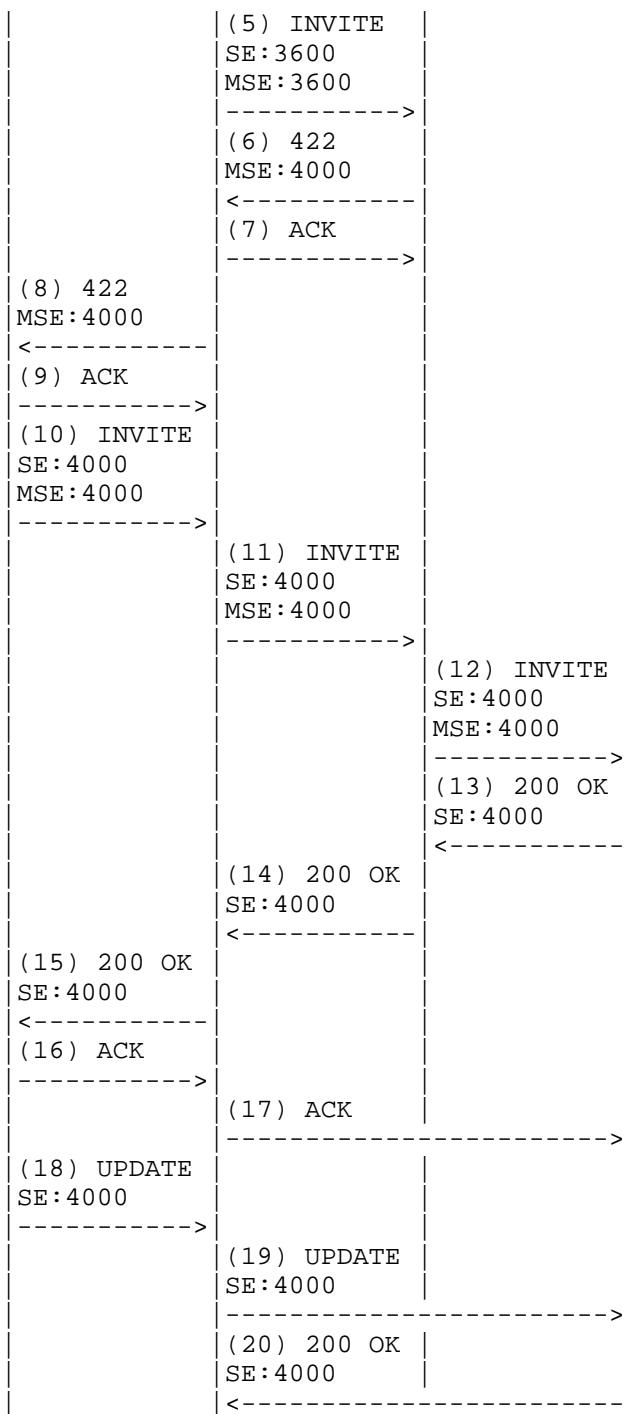 (5) INVITE
SE:3600
MSE:3600
(6) 422
MSE:4000
(7) ACK
(8) 422
MSE:4000
(9) ACK
(10) INVITE
SE:4000
MSE:4000
(11) INVITE
SE:4000
MSE:4000
(12) INVITE
SE:4000
MSE:4000
(13) 200 OK
SE:4000
(14) 200 OK
SE:4000
(15) 200 OK
SE:4000
(16) ACK
(17) ACK
(18) UPDATE
SE:4000
(19) UPDATE
SE:4000
(20) 200 OK
SE:4000